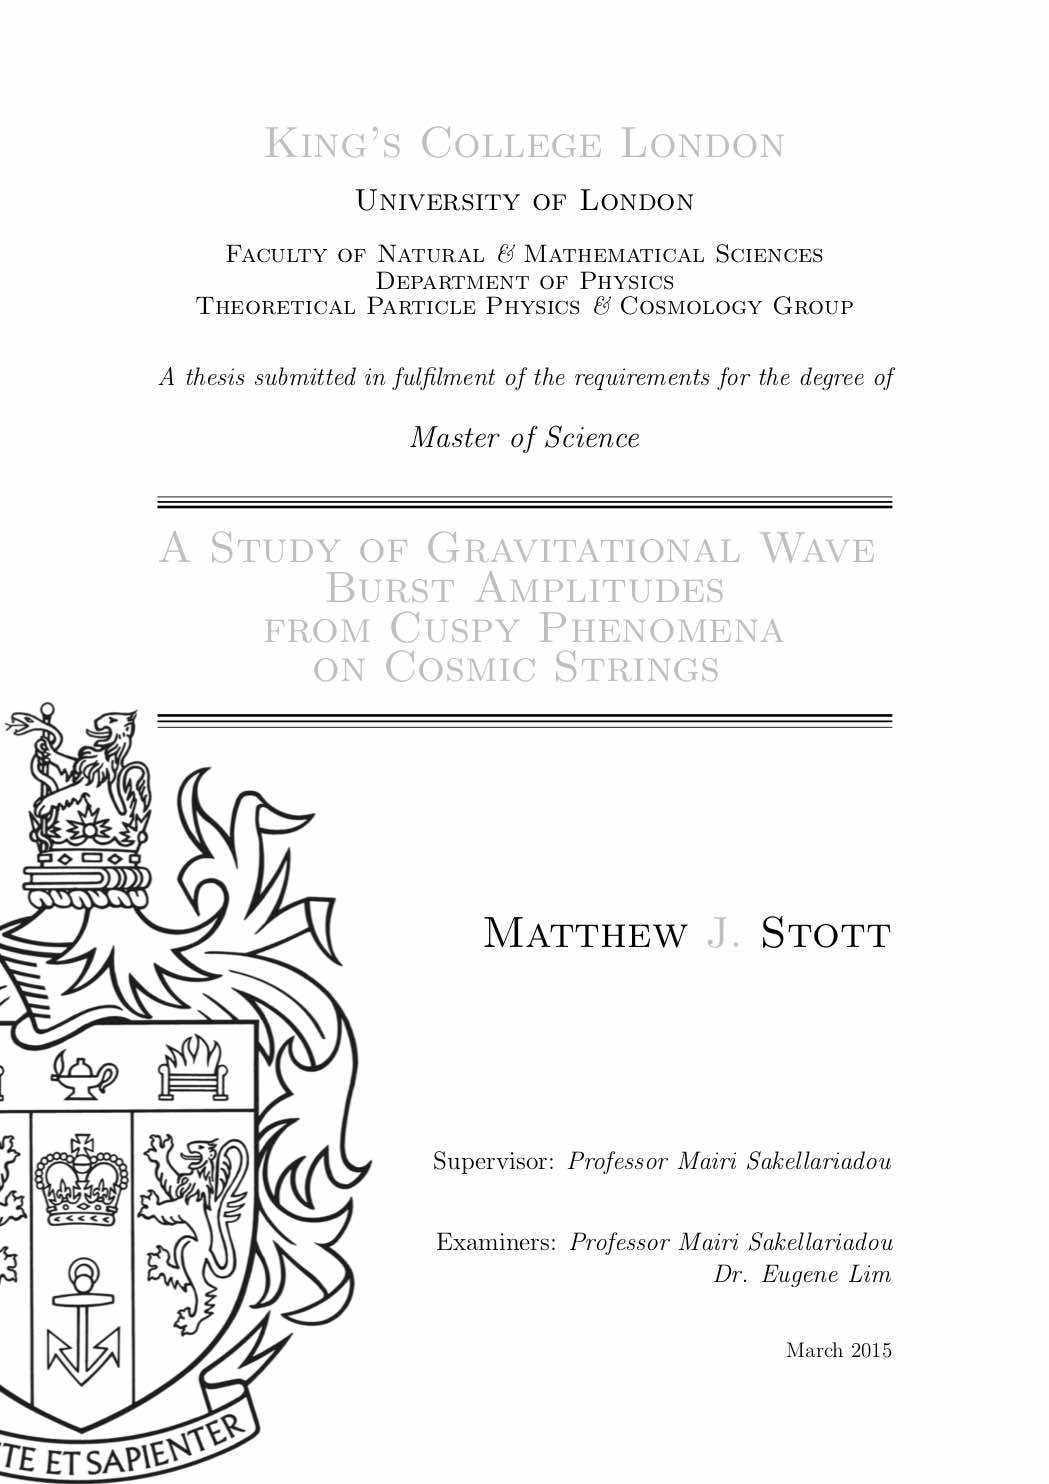 King's College London
University of London
Faculty of Natural & Mathematical Sciences
Department of Physics
Theoretical Particle Physics & Cosmology Group
A thesis submitted in fulfilment of the requirements for the degree of
Master of Science
A Study of Gravitational Wave
Burst Amplitudes
from Cuspy Phenomena
on Cosmic Strings
Matthew J. Stott
Supervisor: Professor Mairi Sakellariadou
Examiners: Professor Mairi Sakellariadou
Dr. Eugene Lim
March 2015
TE ET SAPIENTER